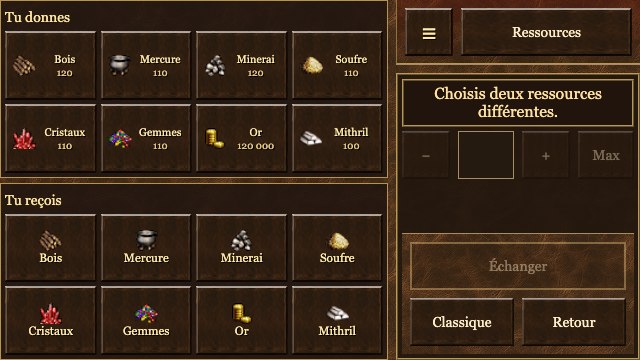 Tu donnes
Bois
120
Mercure
110
Minerai
120
Soufre
110
Cristaux
110
Gemmes
110
Or
120 000
Mithril
100
Tu reçois
Bois
Mercure
Minerai
Soufre
Cristaux
Gemmes
Or
Mithril
≡
Ressources
Choisis deux ressources
différentes.
−
+
Max
Échanger
Classique
Retour